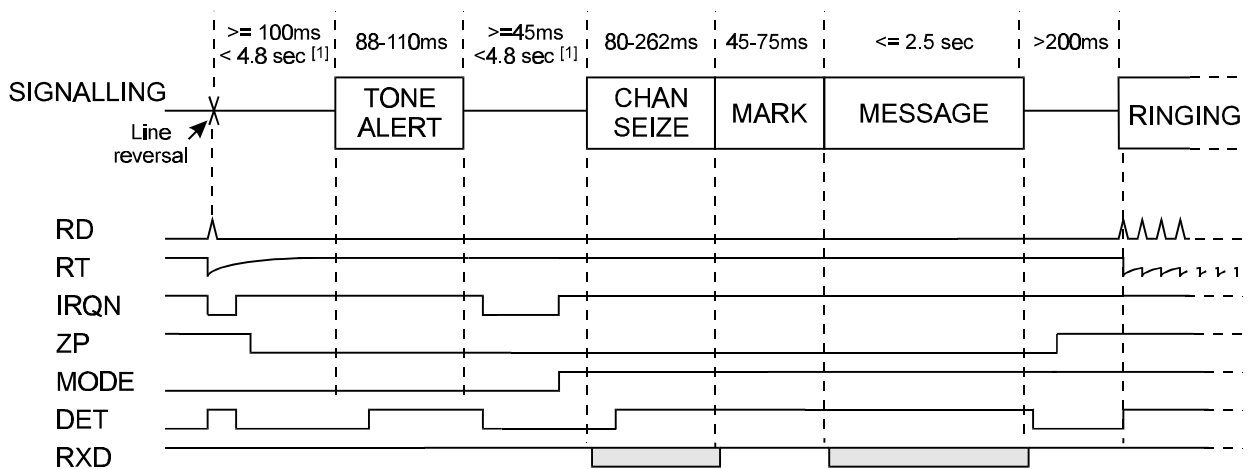 >= 100ms
< 4.8 sec [1]
88-110ms
>=45ms
<4.8 sec [1]
80-262ms
45-75ms
<= 2.5 sec
>200ms
SIGNALLING
TONE
ALERT
CHAN
SEIZE
MARK
MESSAGE
RINGING
Line
reversal
RD
RT
IRQN
ZP
MODE
DET
RXD